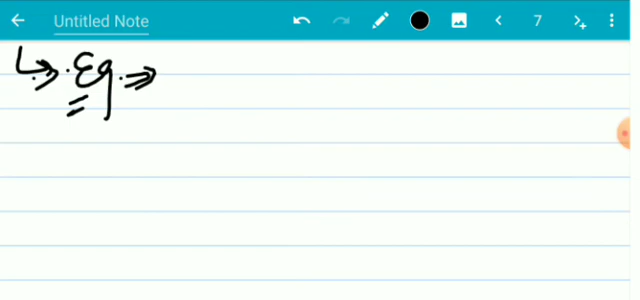 Untitled Note 7
↳ Eg ⇒